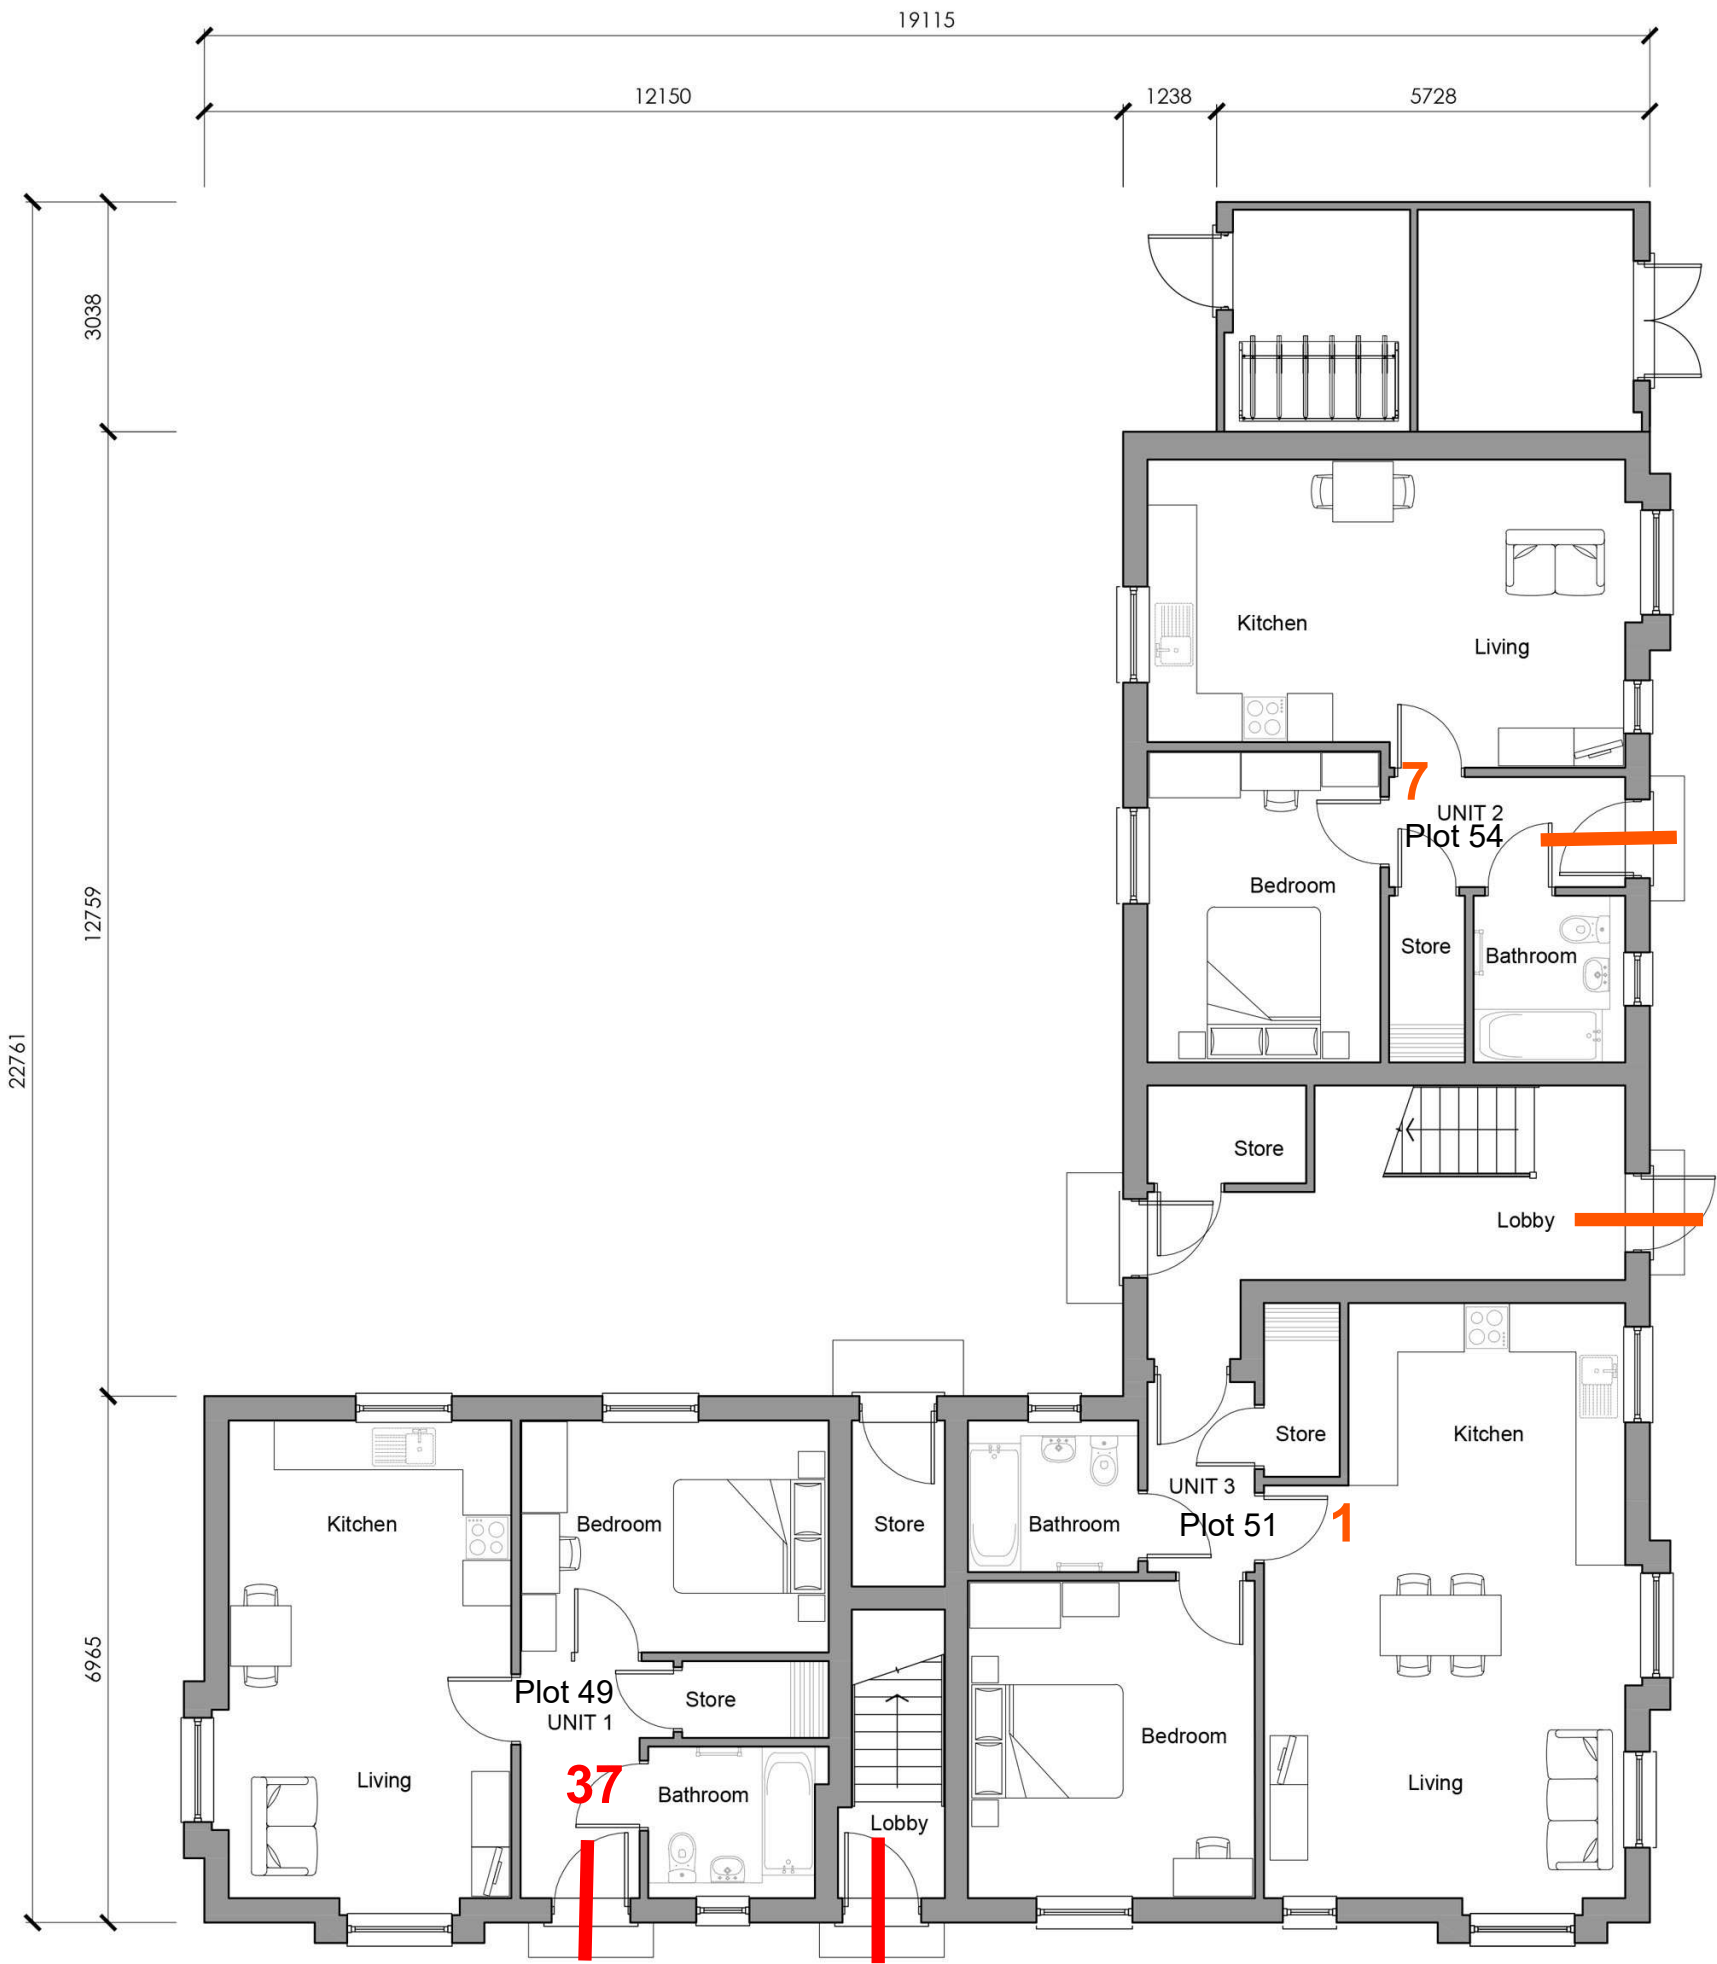 19115
12150
1238
5728
3038
12759
22761
6965
Kitchen
Living
7
UNIT 2
Plot 54
Bedroom
Store
Bathroom
Store
Lobby
Store
Kitchen
UNIT 3
Plot 51
1
Bathroom
Bedroom
Living
Kitchen
Bedroom
Store
Plot 49
UNIT 1
Store
37
Bathroom
Living
Lobby